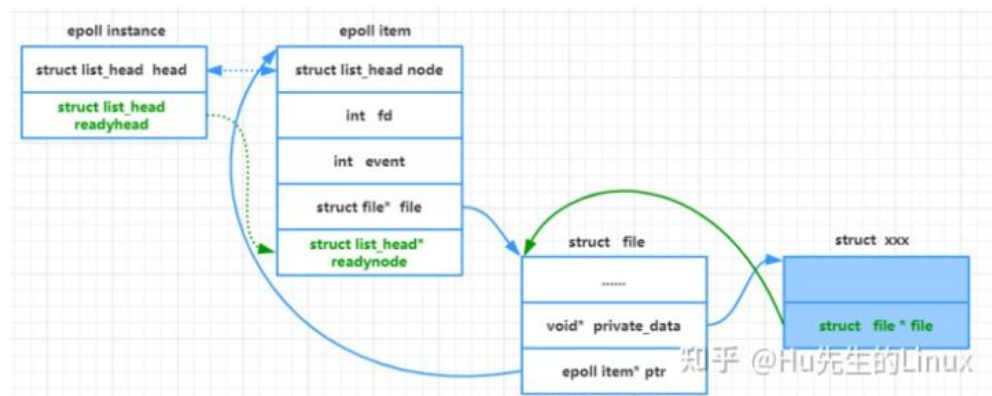 epoll instance
struct list_head head
struct list_head
readyhead
epoll item
struct list_head node
int fd
int event
struct file* file
struct list_head*
readynode
struct file
......
void* private_data
epoll item* ptr
struct xxx
struct file * file
知乎 @Hu先生的Linux